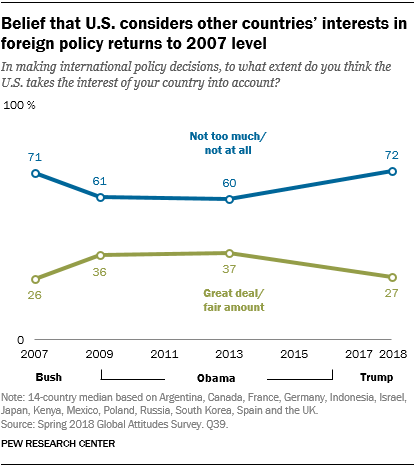 Belief that U.S. considers other countries' interests in
foreign policy returns to 2007 level
In making international policy decisions, to what extent do you think the
U.S. takes the interest of your country into account?
100 %
Not too much/
not at all
71
61
60
72
36
37
26
27
Great deal/
fair amount
0
2007 2009 2011 2013 2015 2017 2018
Bush Obama Trump
Note: 14-country median based on Argentina, Canada, France, Germany, Indonesia, Israel,
Japan, Kenya, Mexico, Poland, Russia, South Korea, Spain and the UK.
Source: Spring 2018 Global Attitudes Survey. Q39.
PEW RESEARCH CENTER